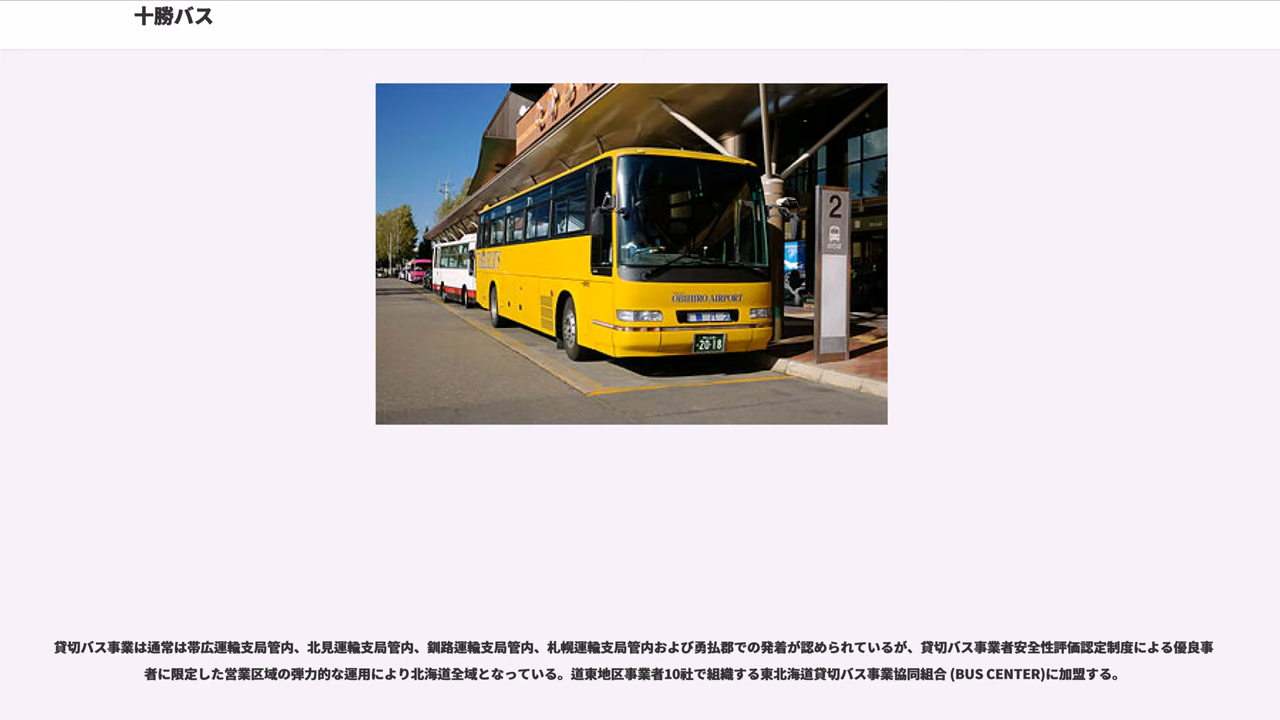 十勝バス
2
のりば
OBIHIRO AIRPORT
20-18
貸切バス事業は通常は帯広運輸支局管内、北見運輸支局管内、釧路運輸支局管内、札幌運輸支局管内および勇払郡での発着が認められているが、貸切バス事業者安全性評価認定制度による優良事
者に限定した営業区域の弾力的な運用により北海道全域となっている。道東地区事業者10社で組織する東北海道貸切バス事業協同組合 (BUS CENTER)に加盟する。